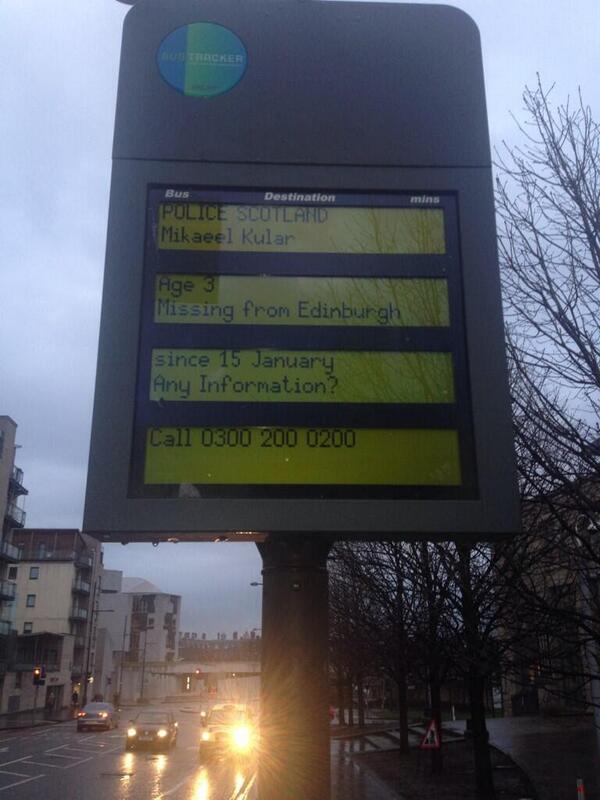 BUSTRACKER
Bus Destination mins
POLICE SCOTLAND
Mikaeel Kular
Age 3
Missing from Edinburgh
since 15 January
Any Information?
Call 0300 200 0200